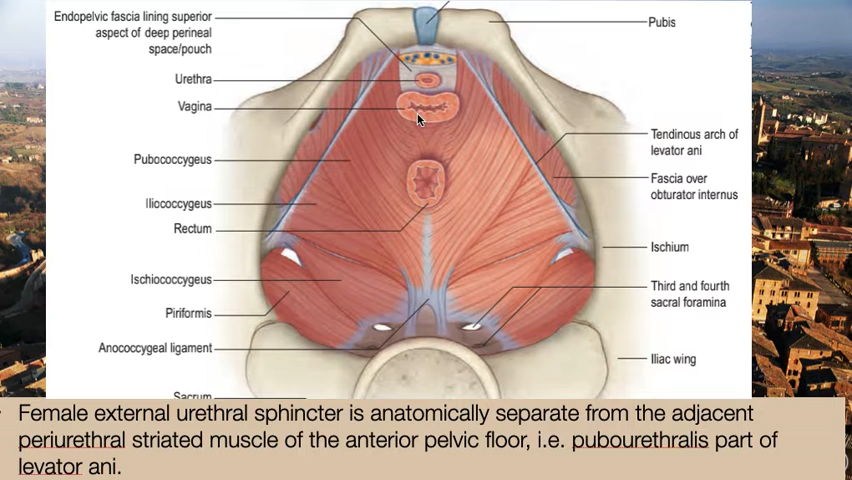 Endopelvic fascia lining superior
aspect of deep perineal
space/pouch
Urethra
Vagina
Pubococcygeus
Iliococcygeus
Rectum
Ischiococcygeus
Piriformis
Anococcygeal ligament
Sacrum
Pubis
Tendinous arch of
levator ani
Fascia over
obturator internus
Ischium
Third and fourth
sacral foramina
Iliac wing
Female external urethral sphincter is anatomically separate from the adjacent
periurethral striated muscle of the anterior pelvic floor, i.e. pubourethralis part of
levator ani.